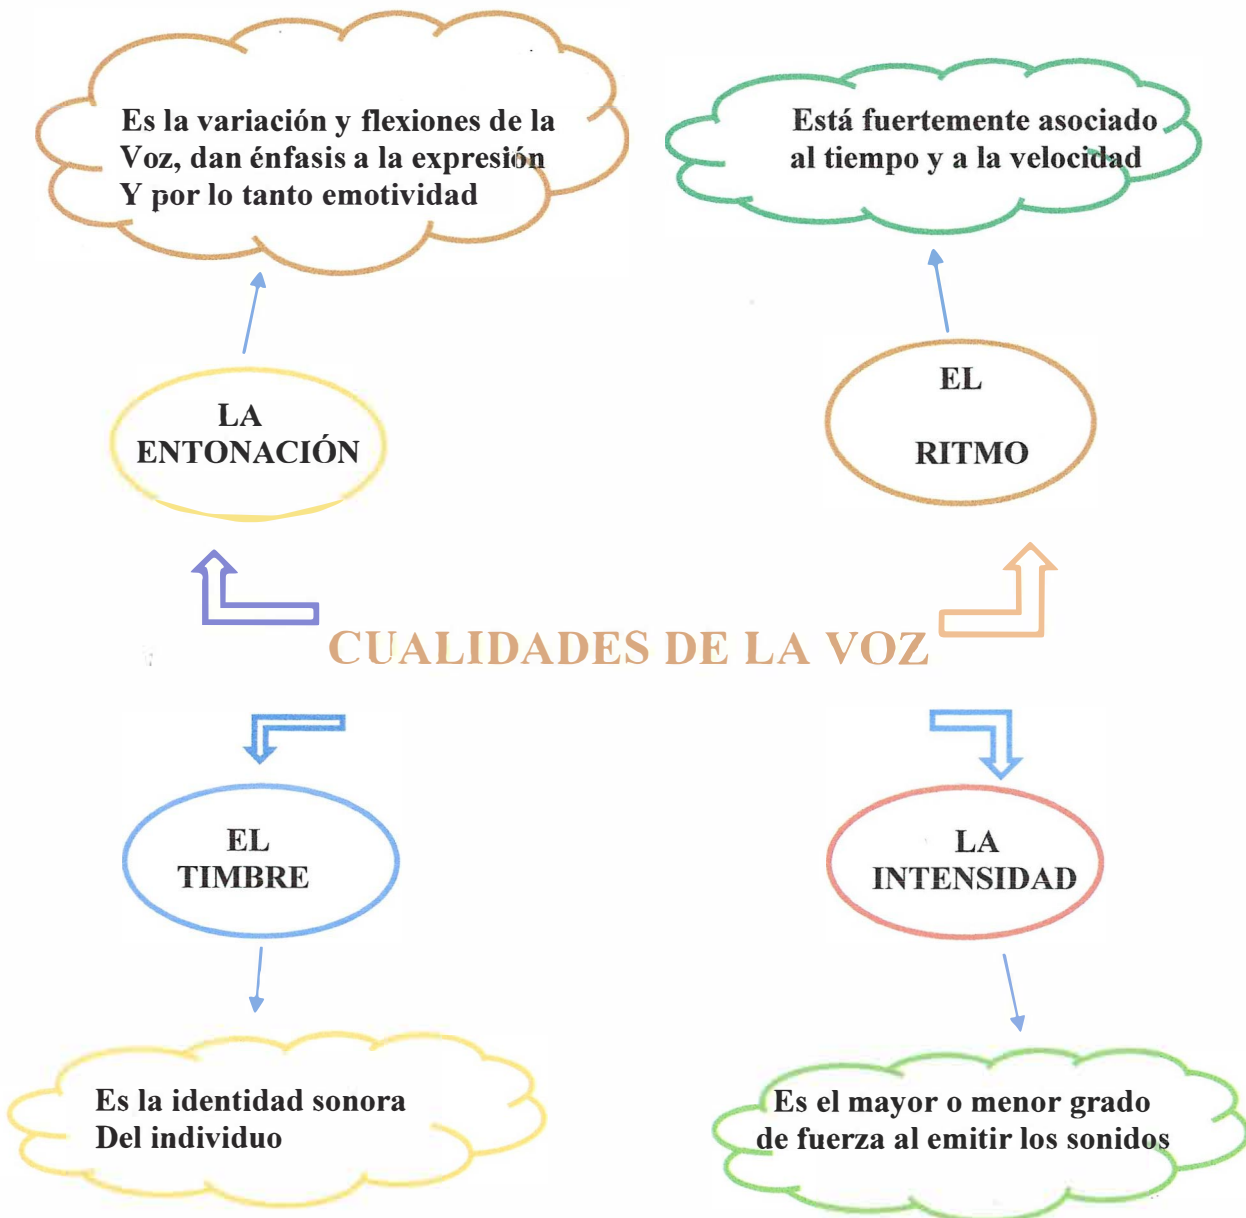 Es la variación y flexiones de la
Voz, dan énfasis a la expresión
Y por lo tanto emotividad
Está fuertemente asociado
al tiempo y a la velocidad
LA
ENTONACIÓN
EL
RITMO
CUALIDADES DE LA VOZ
EL
TIMBRE
LA
INTENSIDAD
Es la identidad sonora
Del individuo
Es el mayor o menor grado
de fuerza al emitir los sonidos